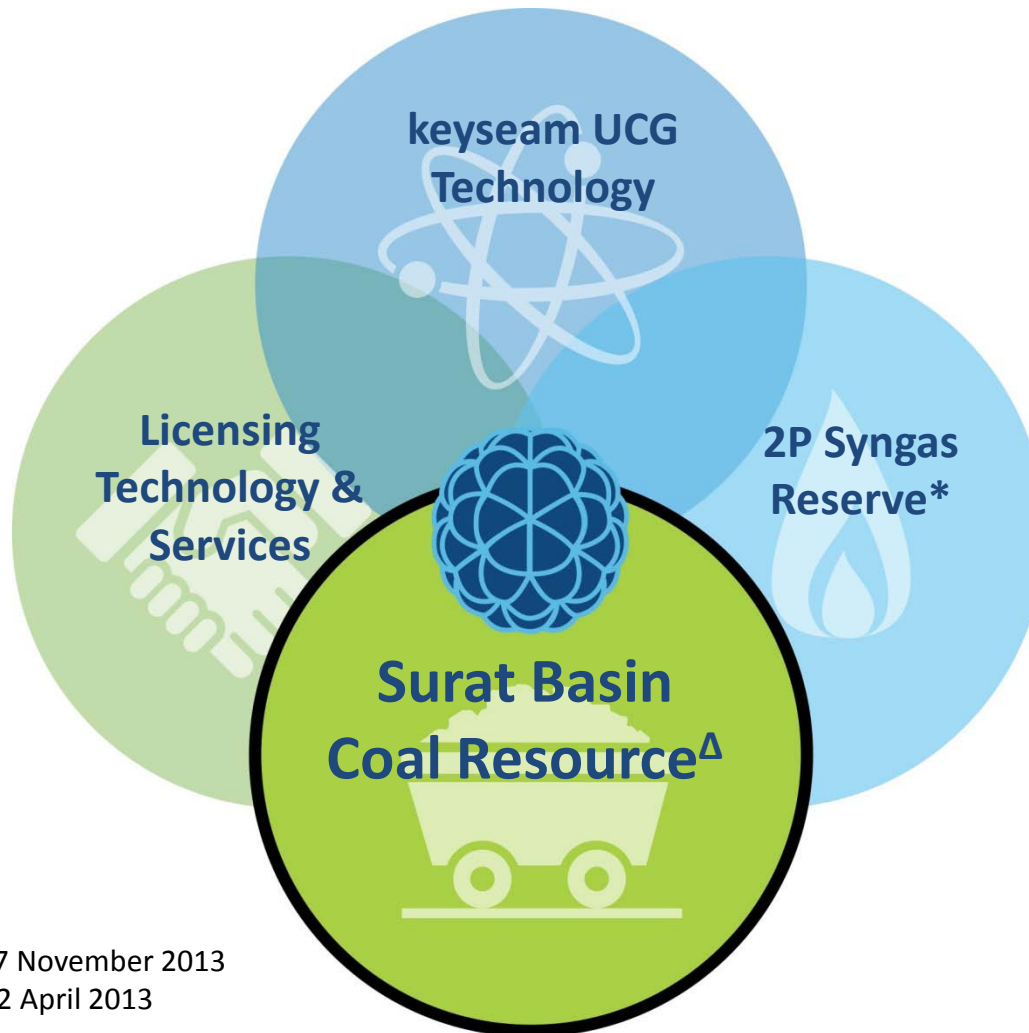 keyseam UCG
Technology
Licensing
Technology &
Services
2P Syngas
Reserve*
Surat Basin
Coal Resource^Δ
7 November 2013
2 April 2013